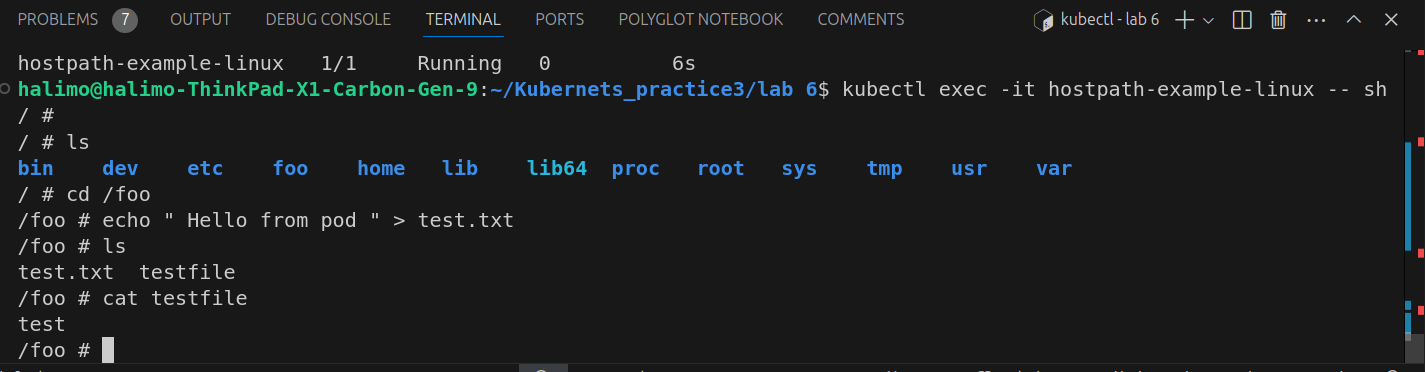 PROBLEMS 7 OUTPUT DEBUG CONSOLE TERMINAL PORTS POLYGLOT NOTEBOOK COMMENTS kubectl - lab 6
hostpath-example-linux 1/1 Running 0 6s
halimo@halimo-ThinkPad-X1-Carbon-Gen-9:~/Kubernets_practice3/lab 6$ kubectl exec -it hostpath-example-linux -- sh
/ #
/ # ls
bin dev etc foo home lib lib64 proc root sys tmp usr var
/ # cd /foo
/foo # echo " Hello from pod " > test.txt
/foo # ls
test.txt testfile
/foo # cat testfile
test
/foo #